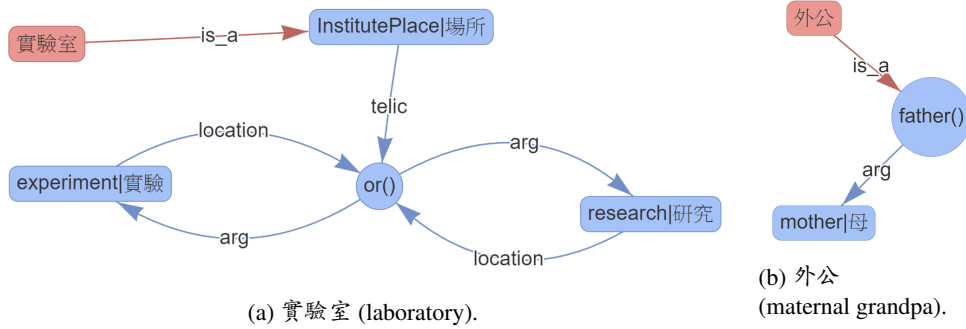 實驗室
is_a
InstitutePlace|場所
telic
location
experiment|實驗
or()
arg
arg
research|研究
location
(a) 實驗室 (laboratory).
外公
is_a
father()
arg
mother|母
(b) 外公
(maternal grandpa).